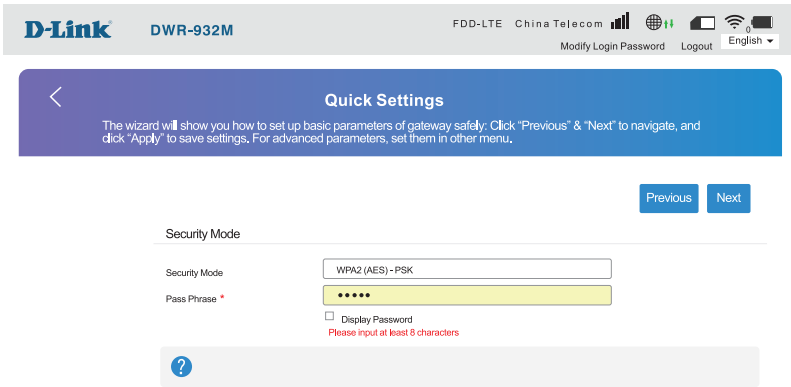 D-Link DWR-932M FDD-LTE China Telecom 0
Modify Login Password Logout English
Quick Settings
The wizard will show you how to set up basic parameters of gateway safely: Click “Previous” & “Next” to navigate, and
click “Apply” to save settings. For advanced parameters, set them in other menu.
Previous Next
Security Mode
Security Mode WPA2 (AES) - PSK
Pass Phrase * •••••
Display Password
Please input at least 8 characters
?